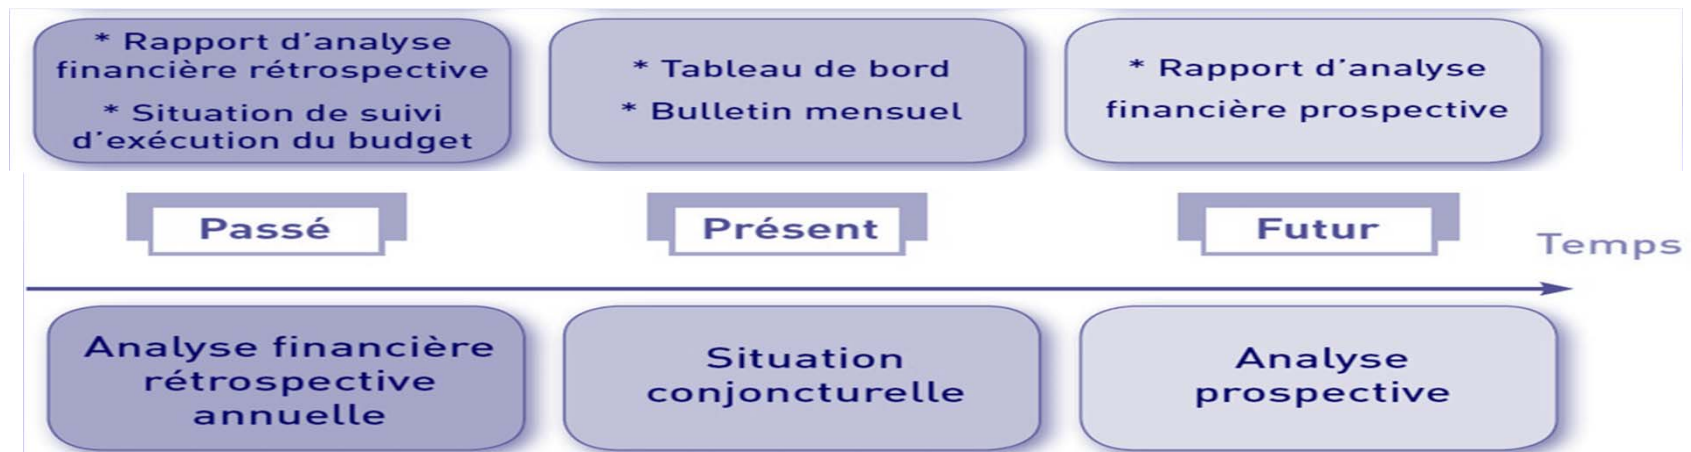 * Rapport d'analyse
financière rétrospective
* Situation de suivi
d'exécution du budget
* Tableau de bord
* Bulletin mensuel
* Rapport d'analyse
financière prospective
Passé
Présent
Futur
Temps
Analyse financière
rétrospective
annuelle
Situation
conjoncturelle
Analyse
prospective